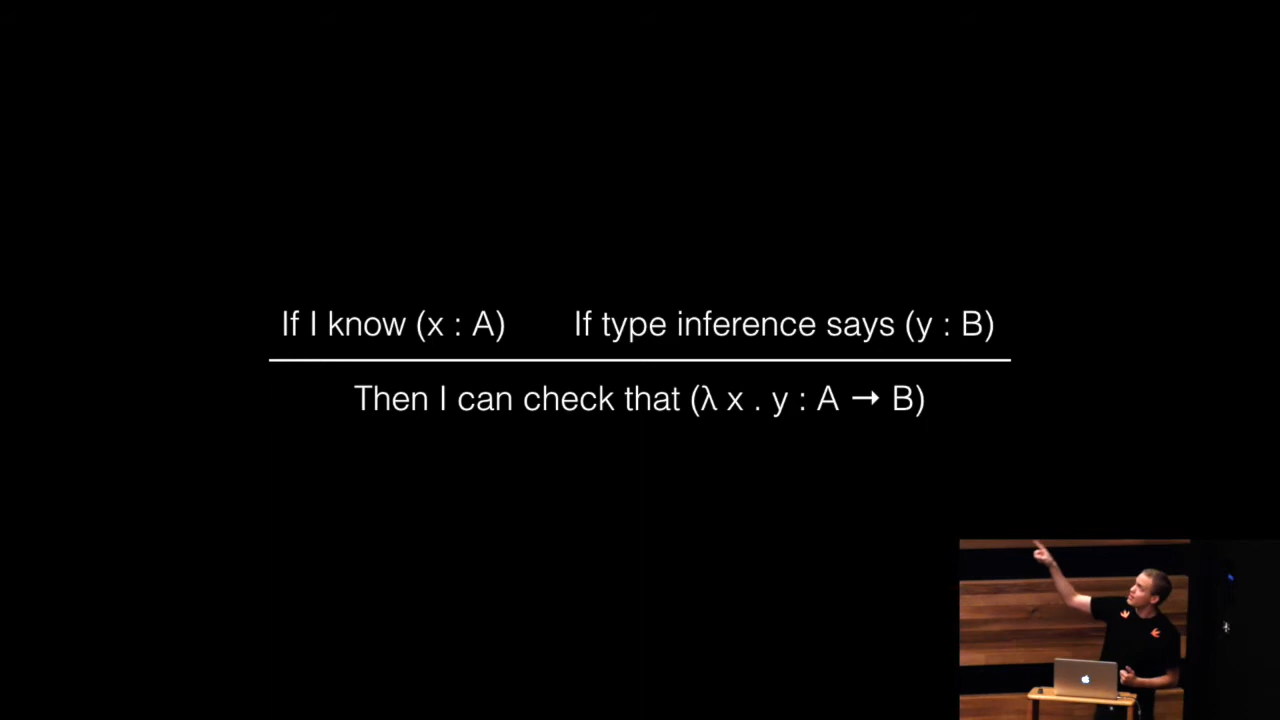 If I know (x : A) If type inference says (y : B)
Then I can check that (λ x . y : A → B)